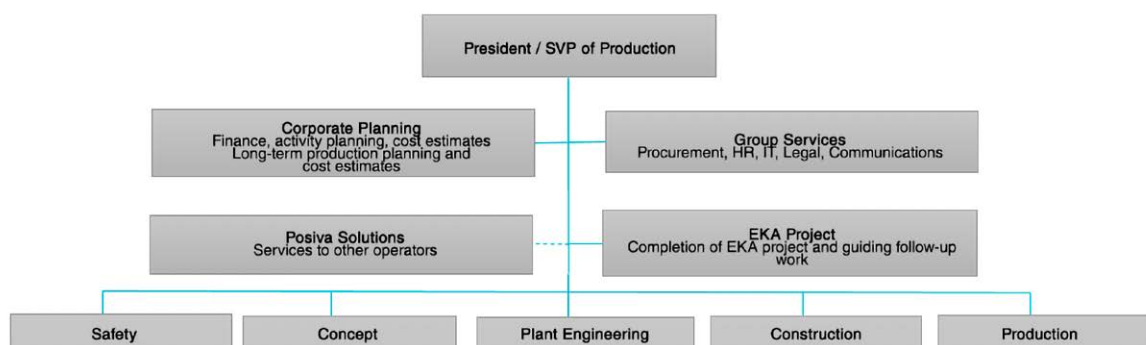 President / SVP of Production
Corporate Planning
Finance, activity planning, cost estimates
Long-term production planning and
cost estimates
Group Services
Procurement, HR, IT, Legal, Communications
Posiva Solutions
Services to other operators
EKA Project
Completion of EKA project and guiding follow-up
work
Safety
Concept
Plant Engineering
Construction
Production